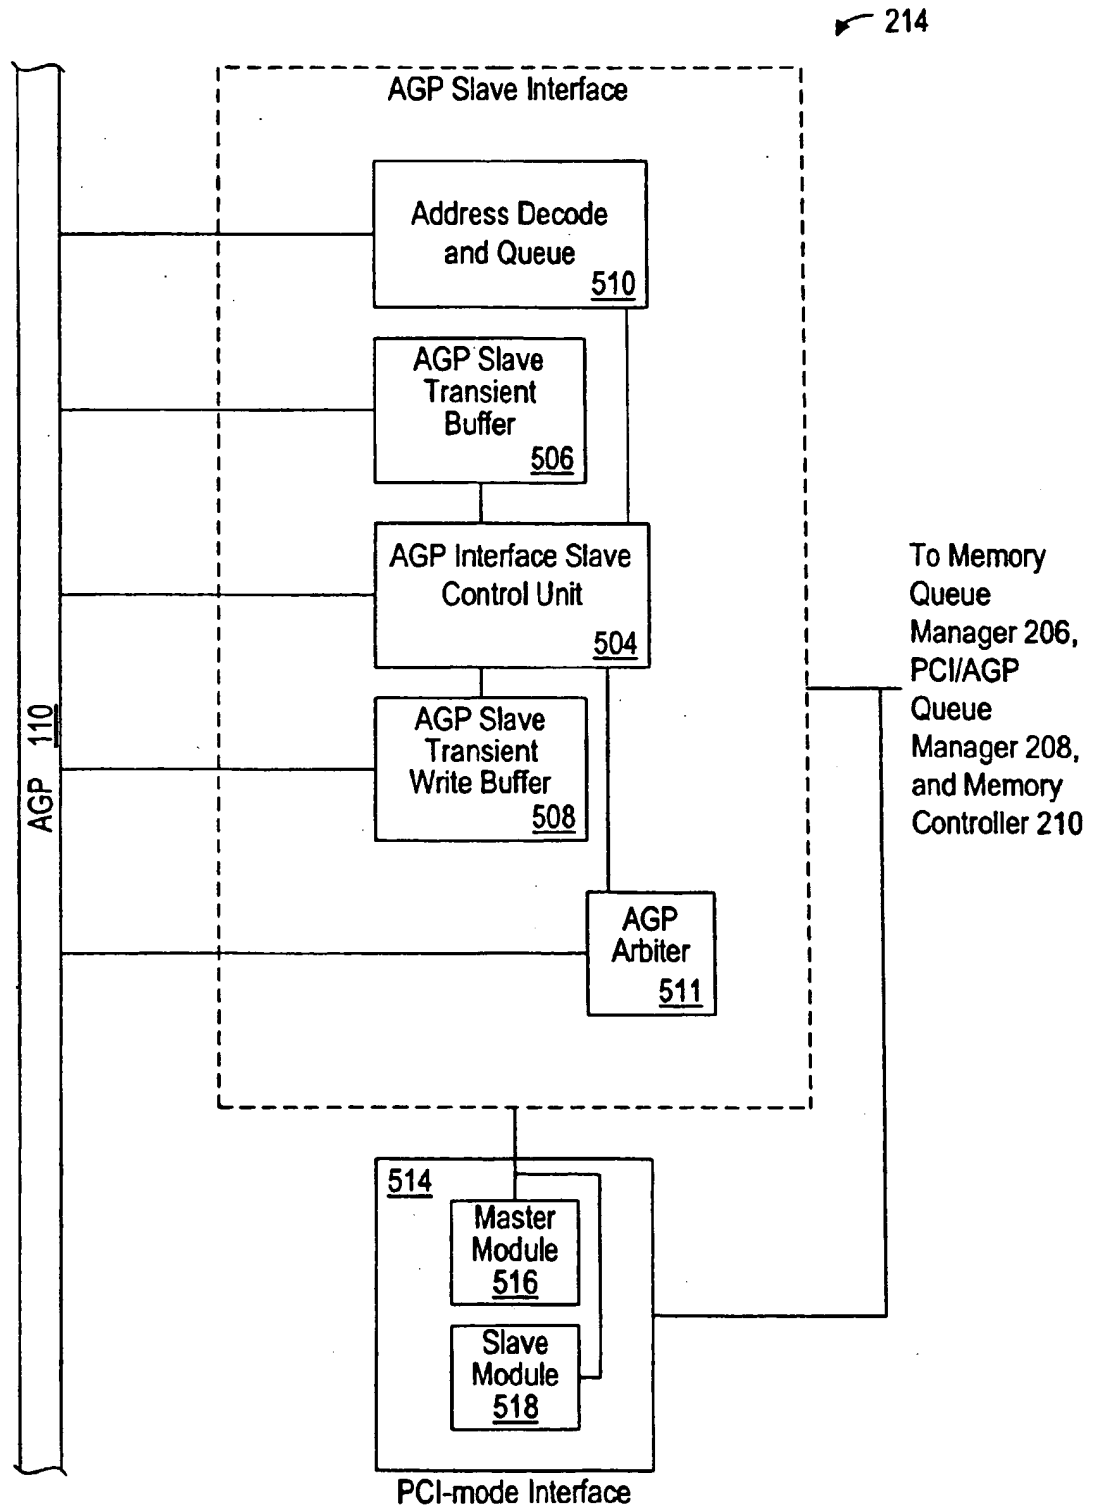 214
AGP Slave Interface
Address Decode
and Queue
510
AGP Slave
Transient
Buffer
506
AGP Interface Slave
Control Unit
504
AGP Slave
Transient
Write Buffer
508
AGP
Arbiter
511
AGP 110
To Memory
Queue
Manager 206,
PCI/AGP
Queue
Manager 208,
and Memory
Controller 210
514
Master
Module
516
Slave
Module
518
PCI-mode Interface